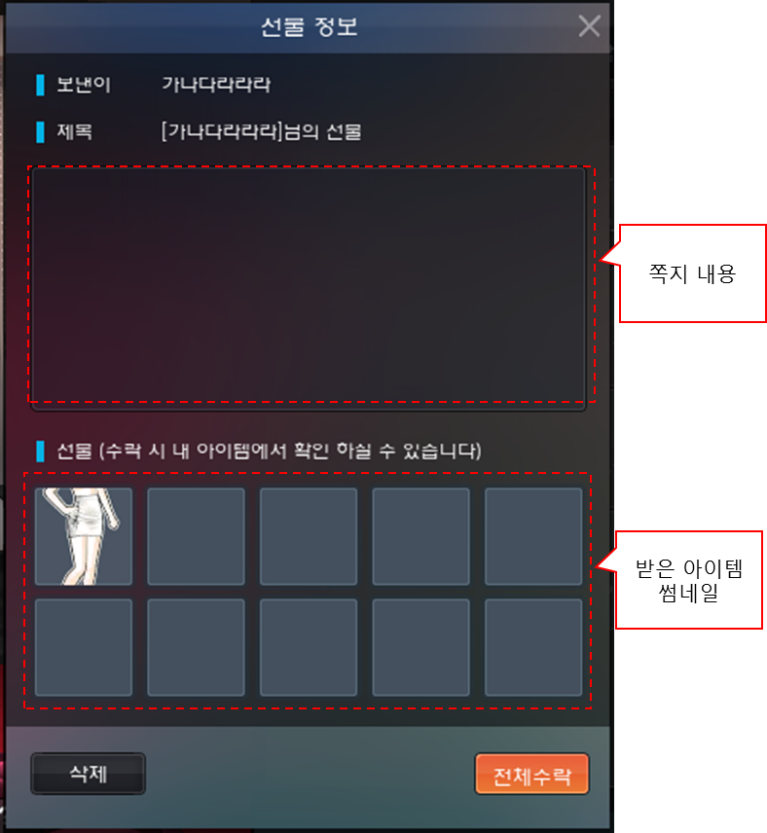 선물 정보
보낸이 가나다라라라
제목 [가나다라라라]님의 선물
쪽지 내용
선물 (수락 시 내 아이템에서 확인 하실 수 있습니다)
받은 아이템
썸네일
삭제
전체수락